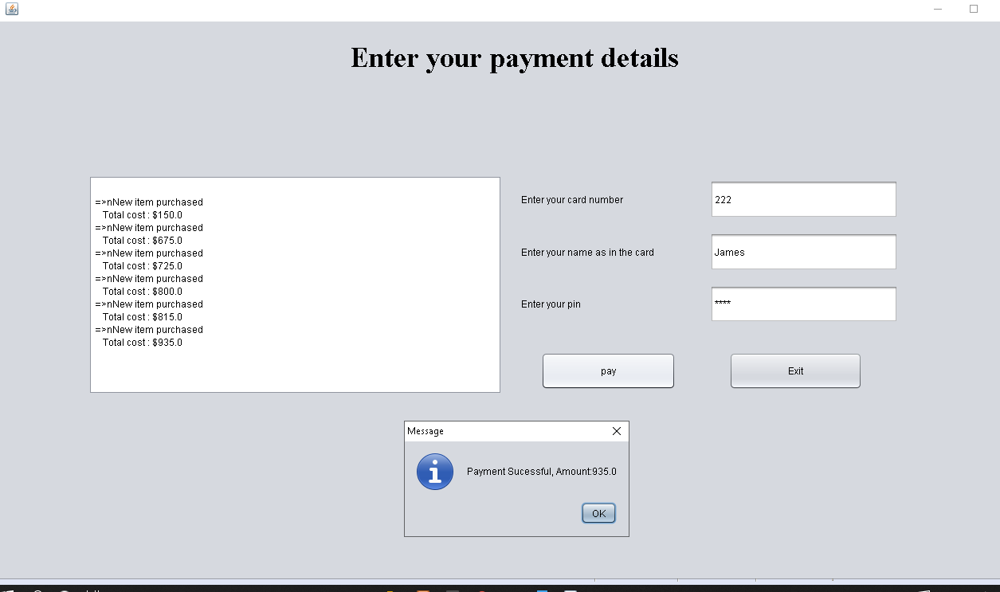 Enter your payment details
=>nNew item purchased
Total cost : $150.0
=>nNew item purchased
Total cost : $675.0
=>nNew item purchased
Total cost : $725.0
=>nNew item purchased
Total cost : $800.0
=>nNew item purchased
Total cost : $815.0
=>nNew item purchased
Total cost : $935.0
Enter your card number
222
Enter your name as in the card
James
Enter your pin
****
pay
Exit
Message
Payment Sucessful, Amount:935.0
OK